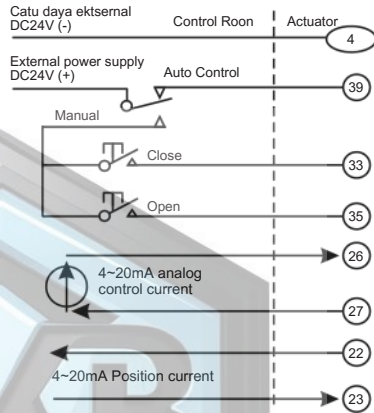 Catu daya ektsernal
DC24V (-)
Control Roon
Actuator
4
External power supply
DC24V (+)
Auto Control
39
Manual
Close
33
Open
35
26
4~20mA analog
control current
27
22
4~20mA Position current
23